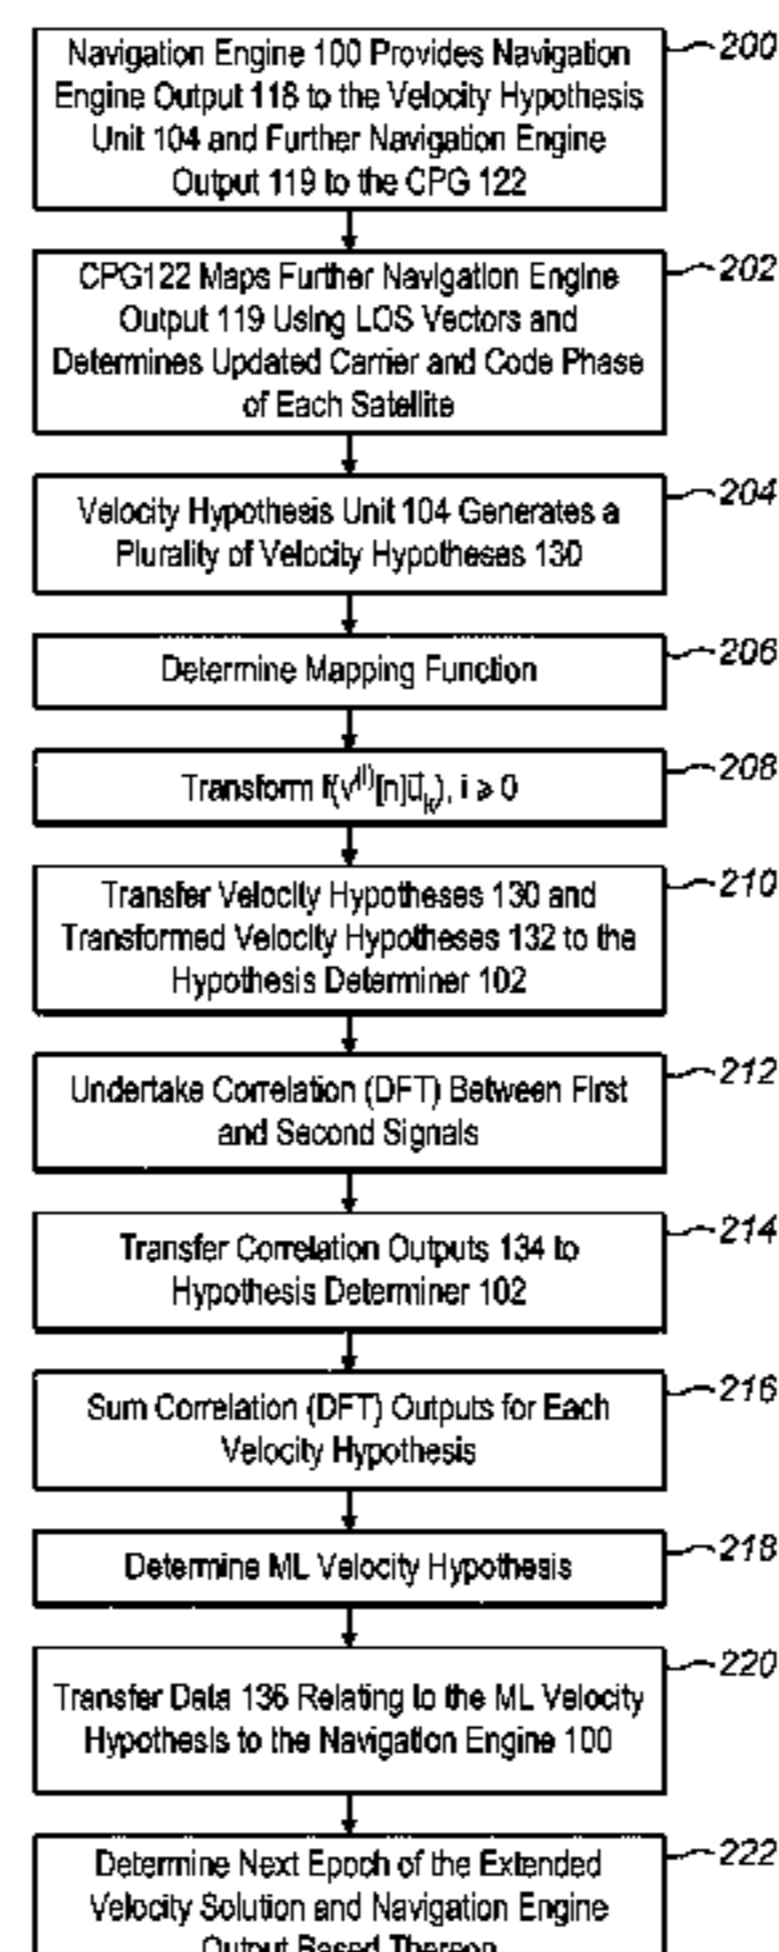 Navigation Engine 100 Provides Navigation
Engine Output 118 to the Velocity Hypothesis
Unit 104 and Further Navigation Engine
Output 119 to the CPG 122
200
CPG122 Maps Further Navigation Engine
Output 119 Using LOS Vectors and
Determines Updated Carrier and Code Phase
of Each Satellite
202
Velocity Hypothesis Unit 104 Generates a
Plurality of Velocity Hypotheses 130
204
Determine Mapping Function
206
Transform f(v⁽ⁱ⁾[n]ū_k), i ⩾ 0
208
Transfer Velocity Hypotheses 130 and
Transformed Velocity Hypotheses 132 to the
Hypothesis Determiner 102
210
Undertake Correlation (DFT) Between First
and Second Signals
212
Transfer Correlation Outputs 134 to
Hypothesis Determiner 102
214
Sum Correlation (DFT) Outputs for Each
Velocity Hypothesis
216
Determine ML Velocity Hypothesis
218
Transfer Data 136 Relating to the ML Velocity
Hypothesis to the Navigation Engine 100
220
Determine Next Epoch of the Extended
Velocity Solution and Navigation Engine
Output Based Thereon
222